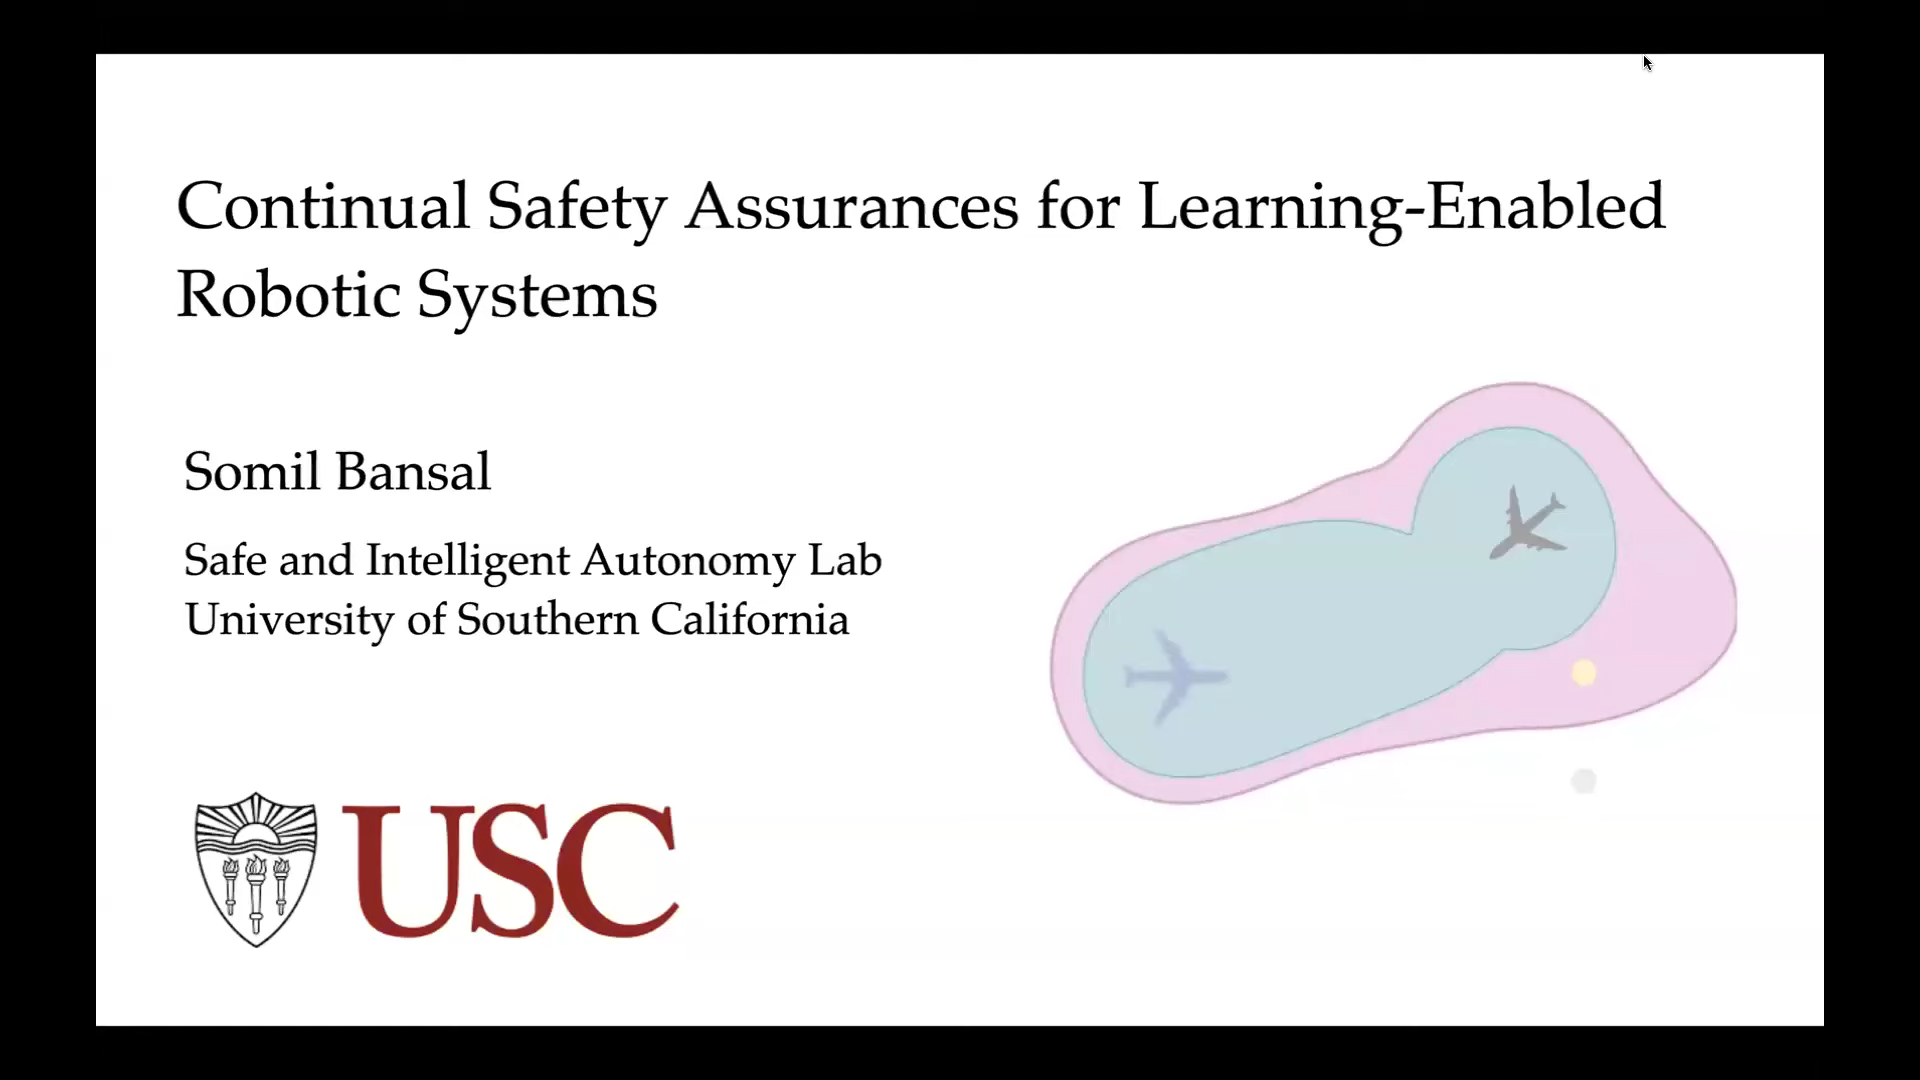 Continual Safety Assurances for Learning-Enabled
Robotic Systems
Somil Bansal
Safe and Intelligent Autonomy Lab
University of Southern California
USC